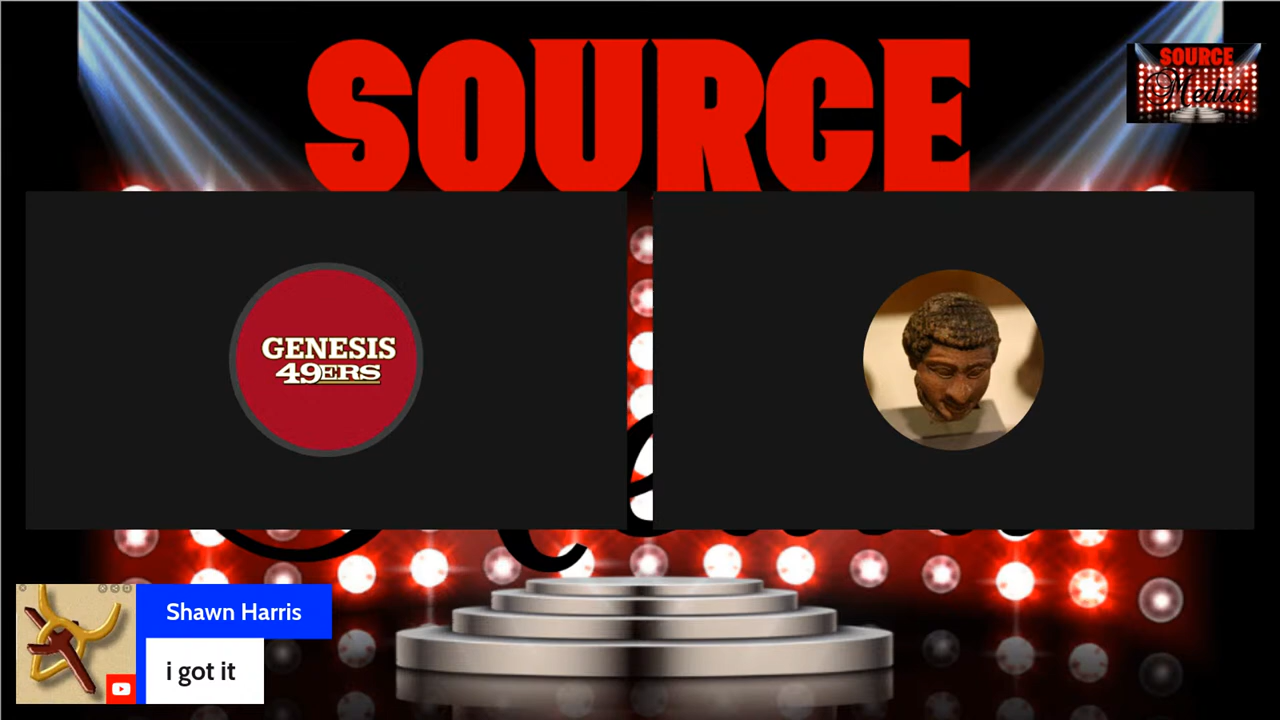 SOURCE
SOURCE
Media
GENESIS
49ERS
Shawn Harris
i got it